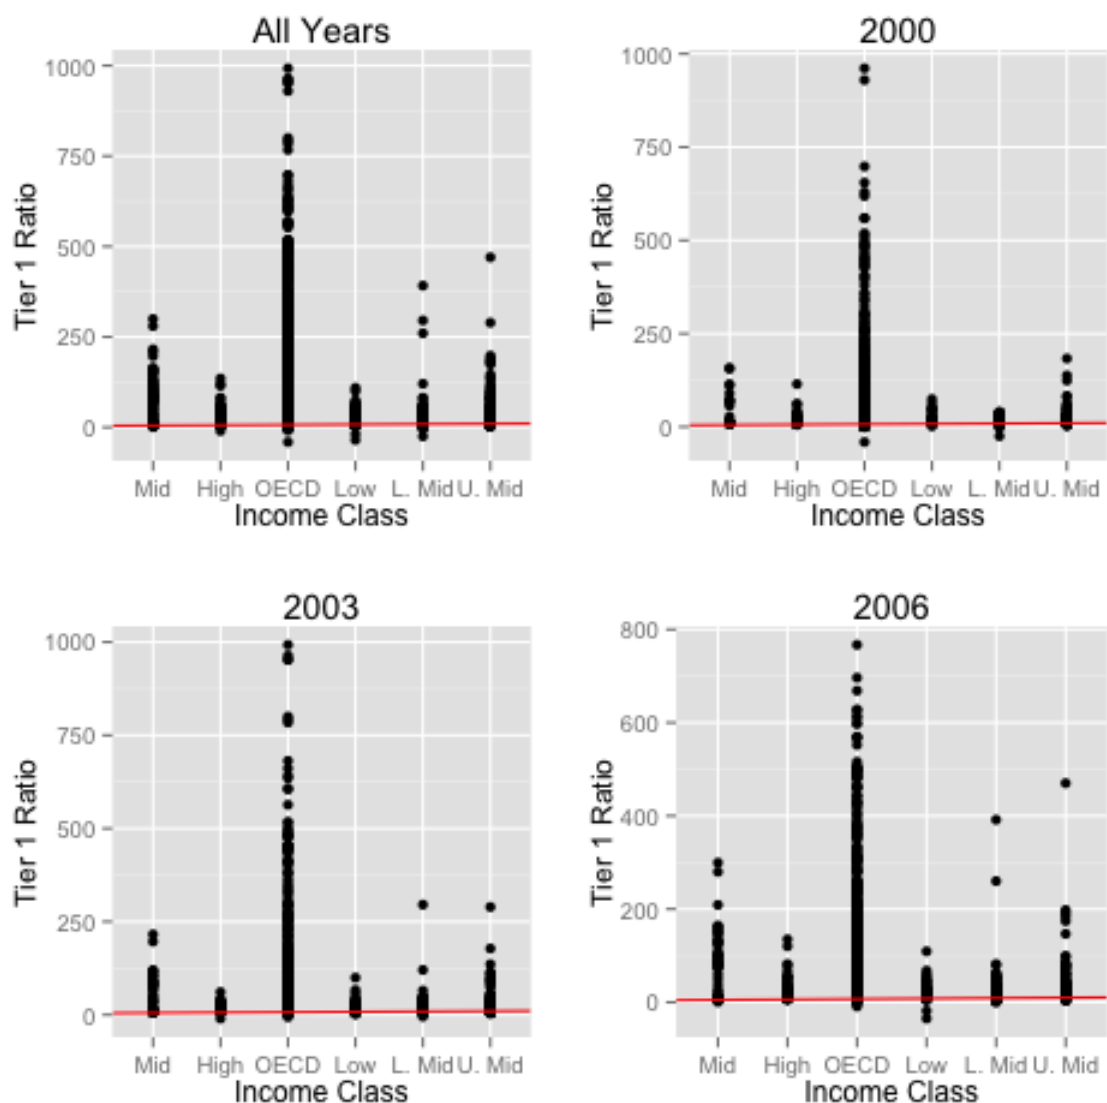 All Years
1000
750
500
250
0
Tier 1 Ratio
Mid High OECD Low L. Mid U. Mid
Income Class
2000
1000
750
500
250
0
Tier 1 Ratio
Mid High OECD Low L. Mid U. Mid
Income Class
2003
1000
750
500
250
0
Tier 1 Ratio
Mid High OECD Low L. Mid U. Mid
Income Class
2006
800
600
400
200
0
Tier 1 Ratio
Mid High OECD Low L. Mid U. Mid
Income Class